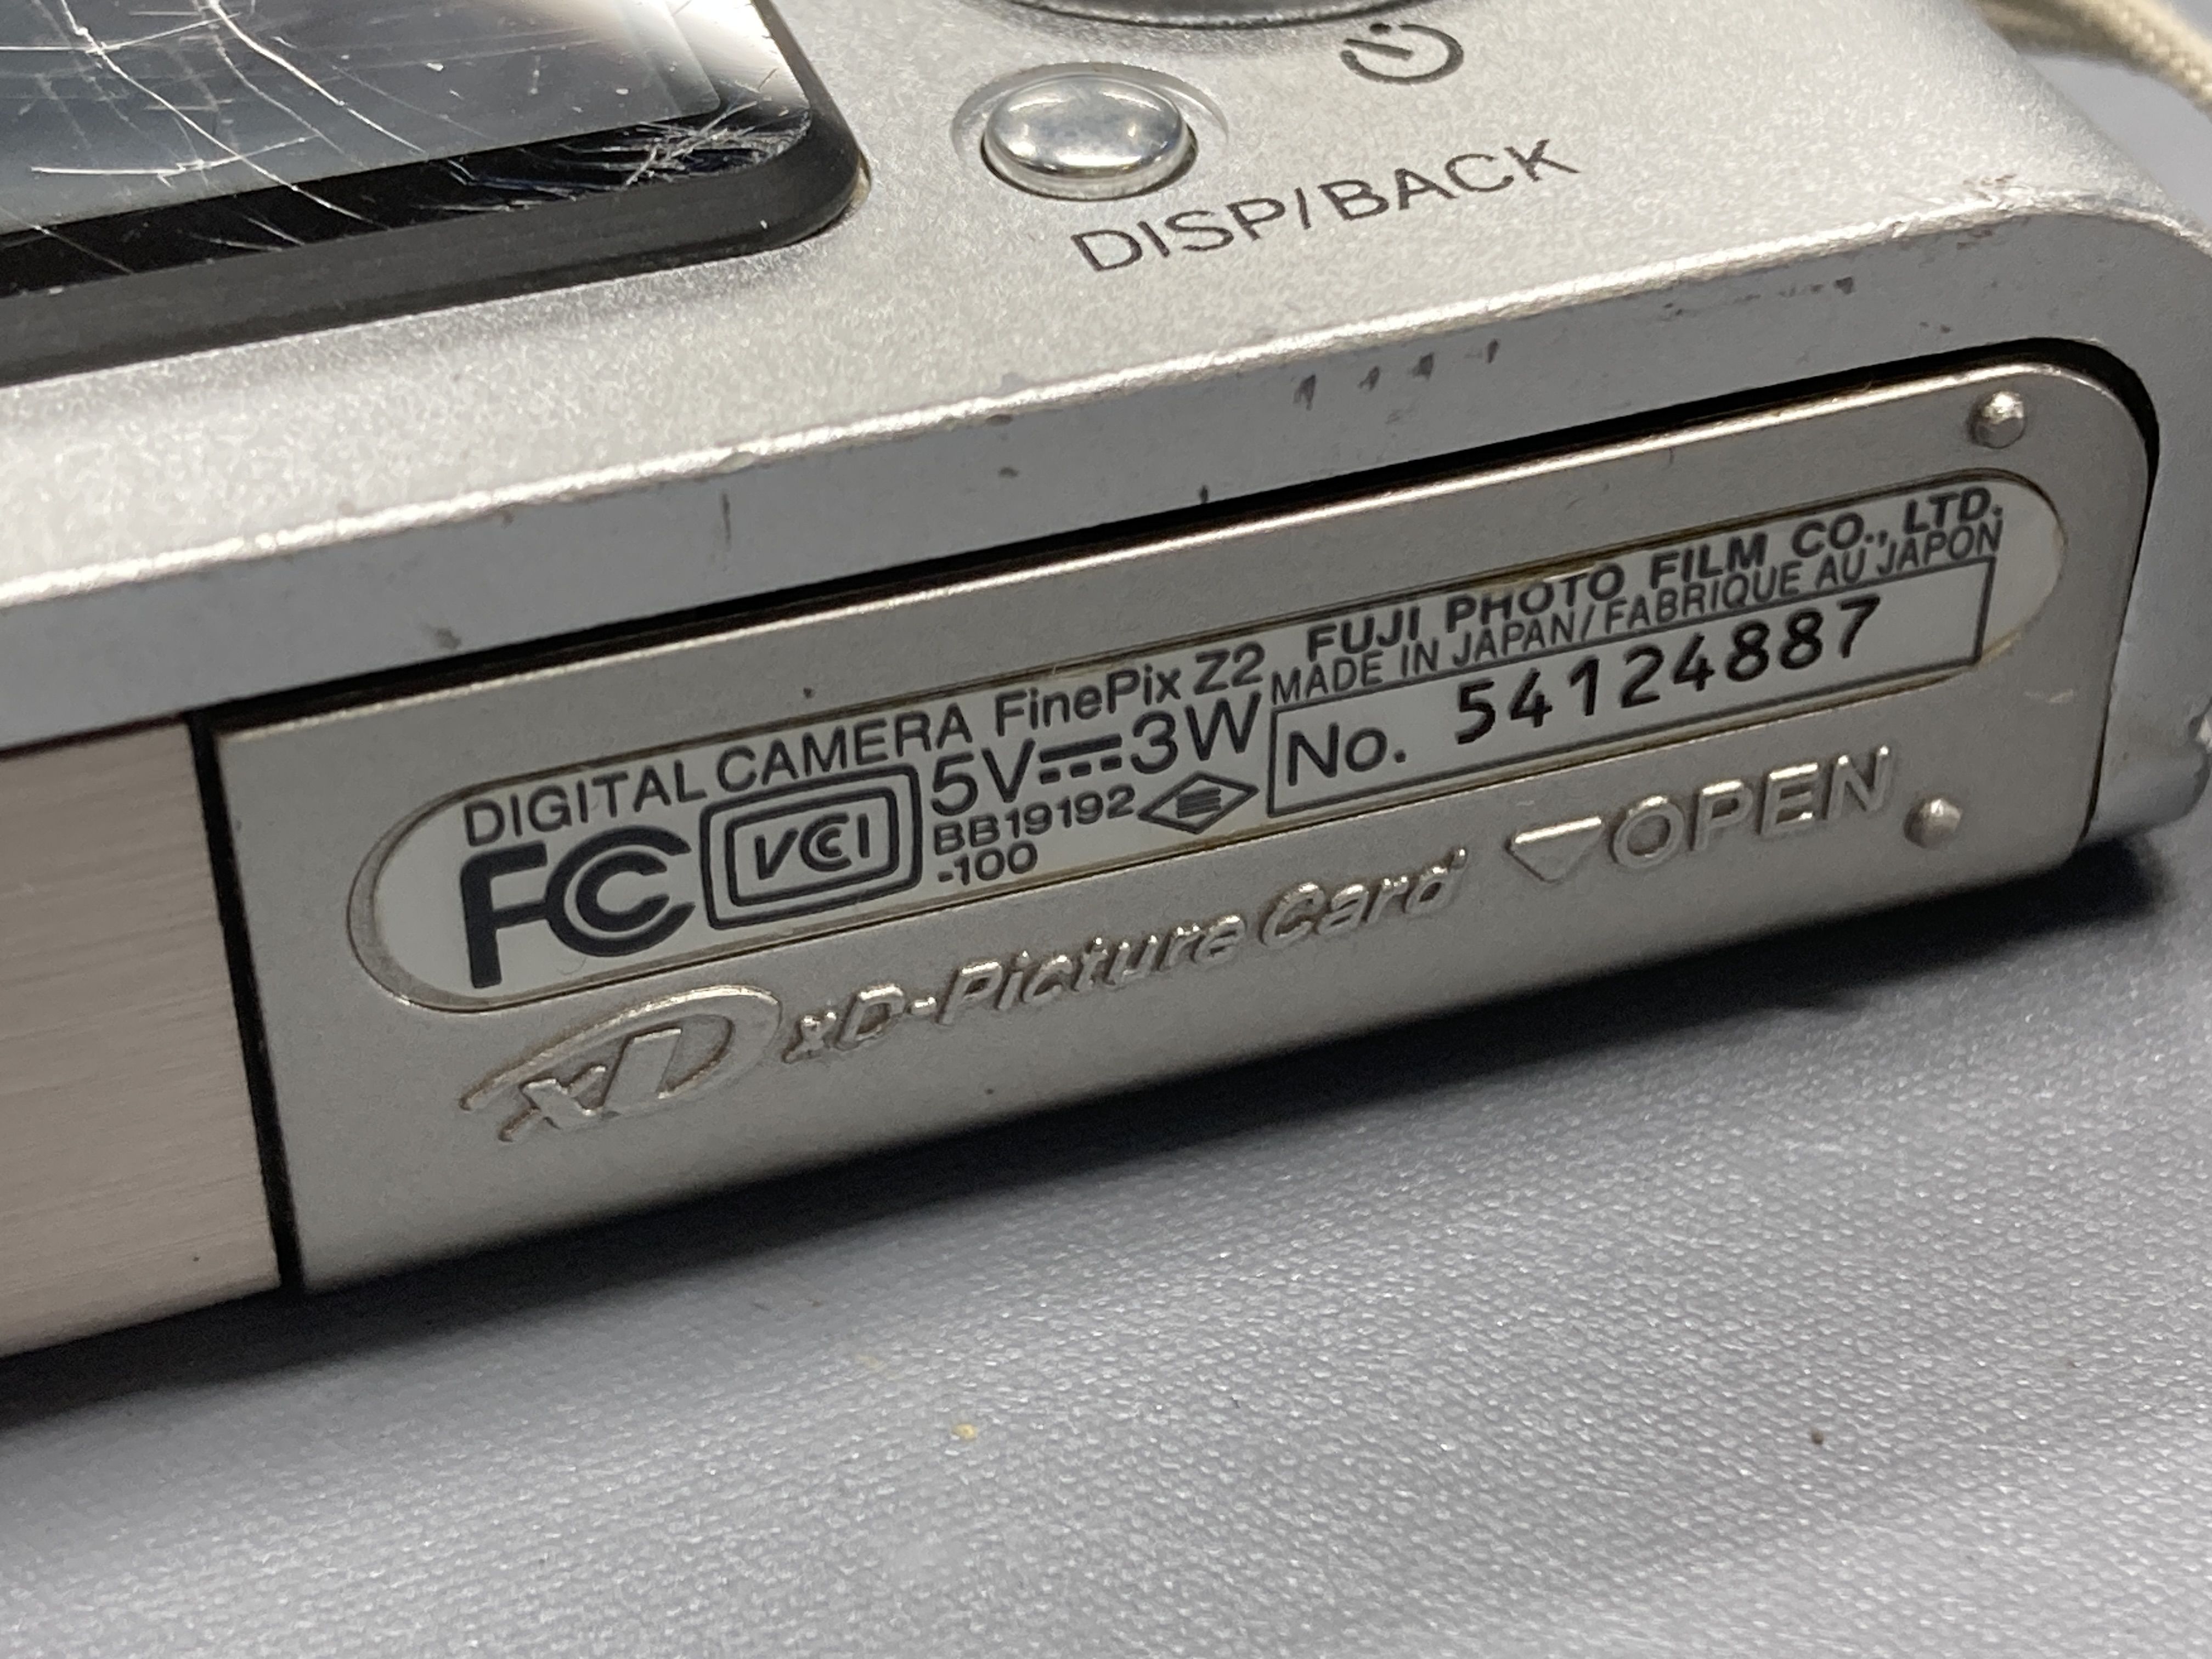 DISP/BACK
DIGITAL CAMERA FinePix Z2
5V⎓3W
FC
VCCI
BB19192
-100
FUJI PHOTO FILM CO., LTD.
MADE IN JAPAN/FABRIQUE AU JAPON
No. 54124887
xD xD-Picture Card ▽OPEN